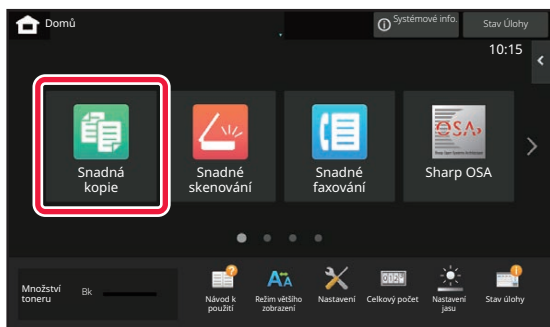 Domů
Systémové info.
Stav Úlohy
10:15
Snadná
kopie
Snadné
skenování
Snadné
faxování
OSA
Sharp OSA
Množství
toneru
Bk
Návod k
použití
Režim většího
zobrazení
Nastavení
Celkový počet
Nastavení
jasu
Stav úlohy